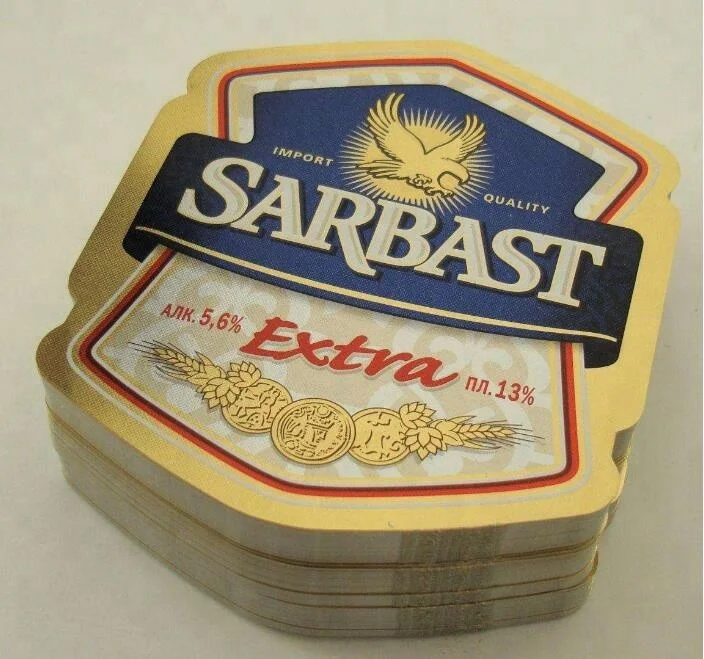 IMPORT
QUALITY
SARBAST
АЛК. 5,6%
Extra
ПЛ. 13%